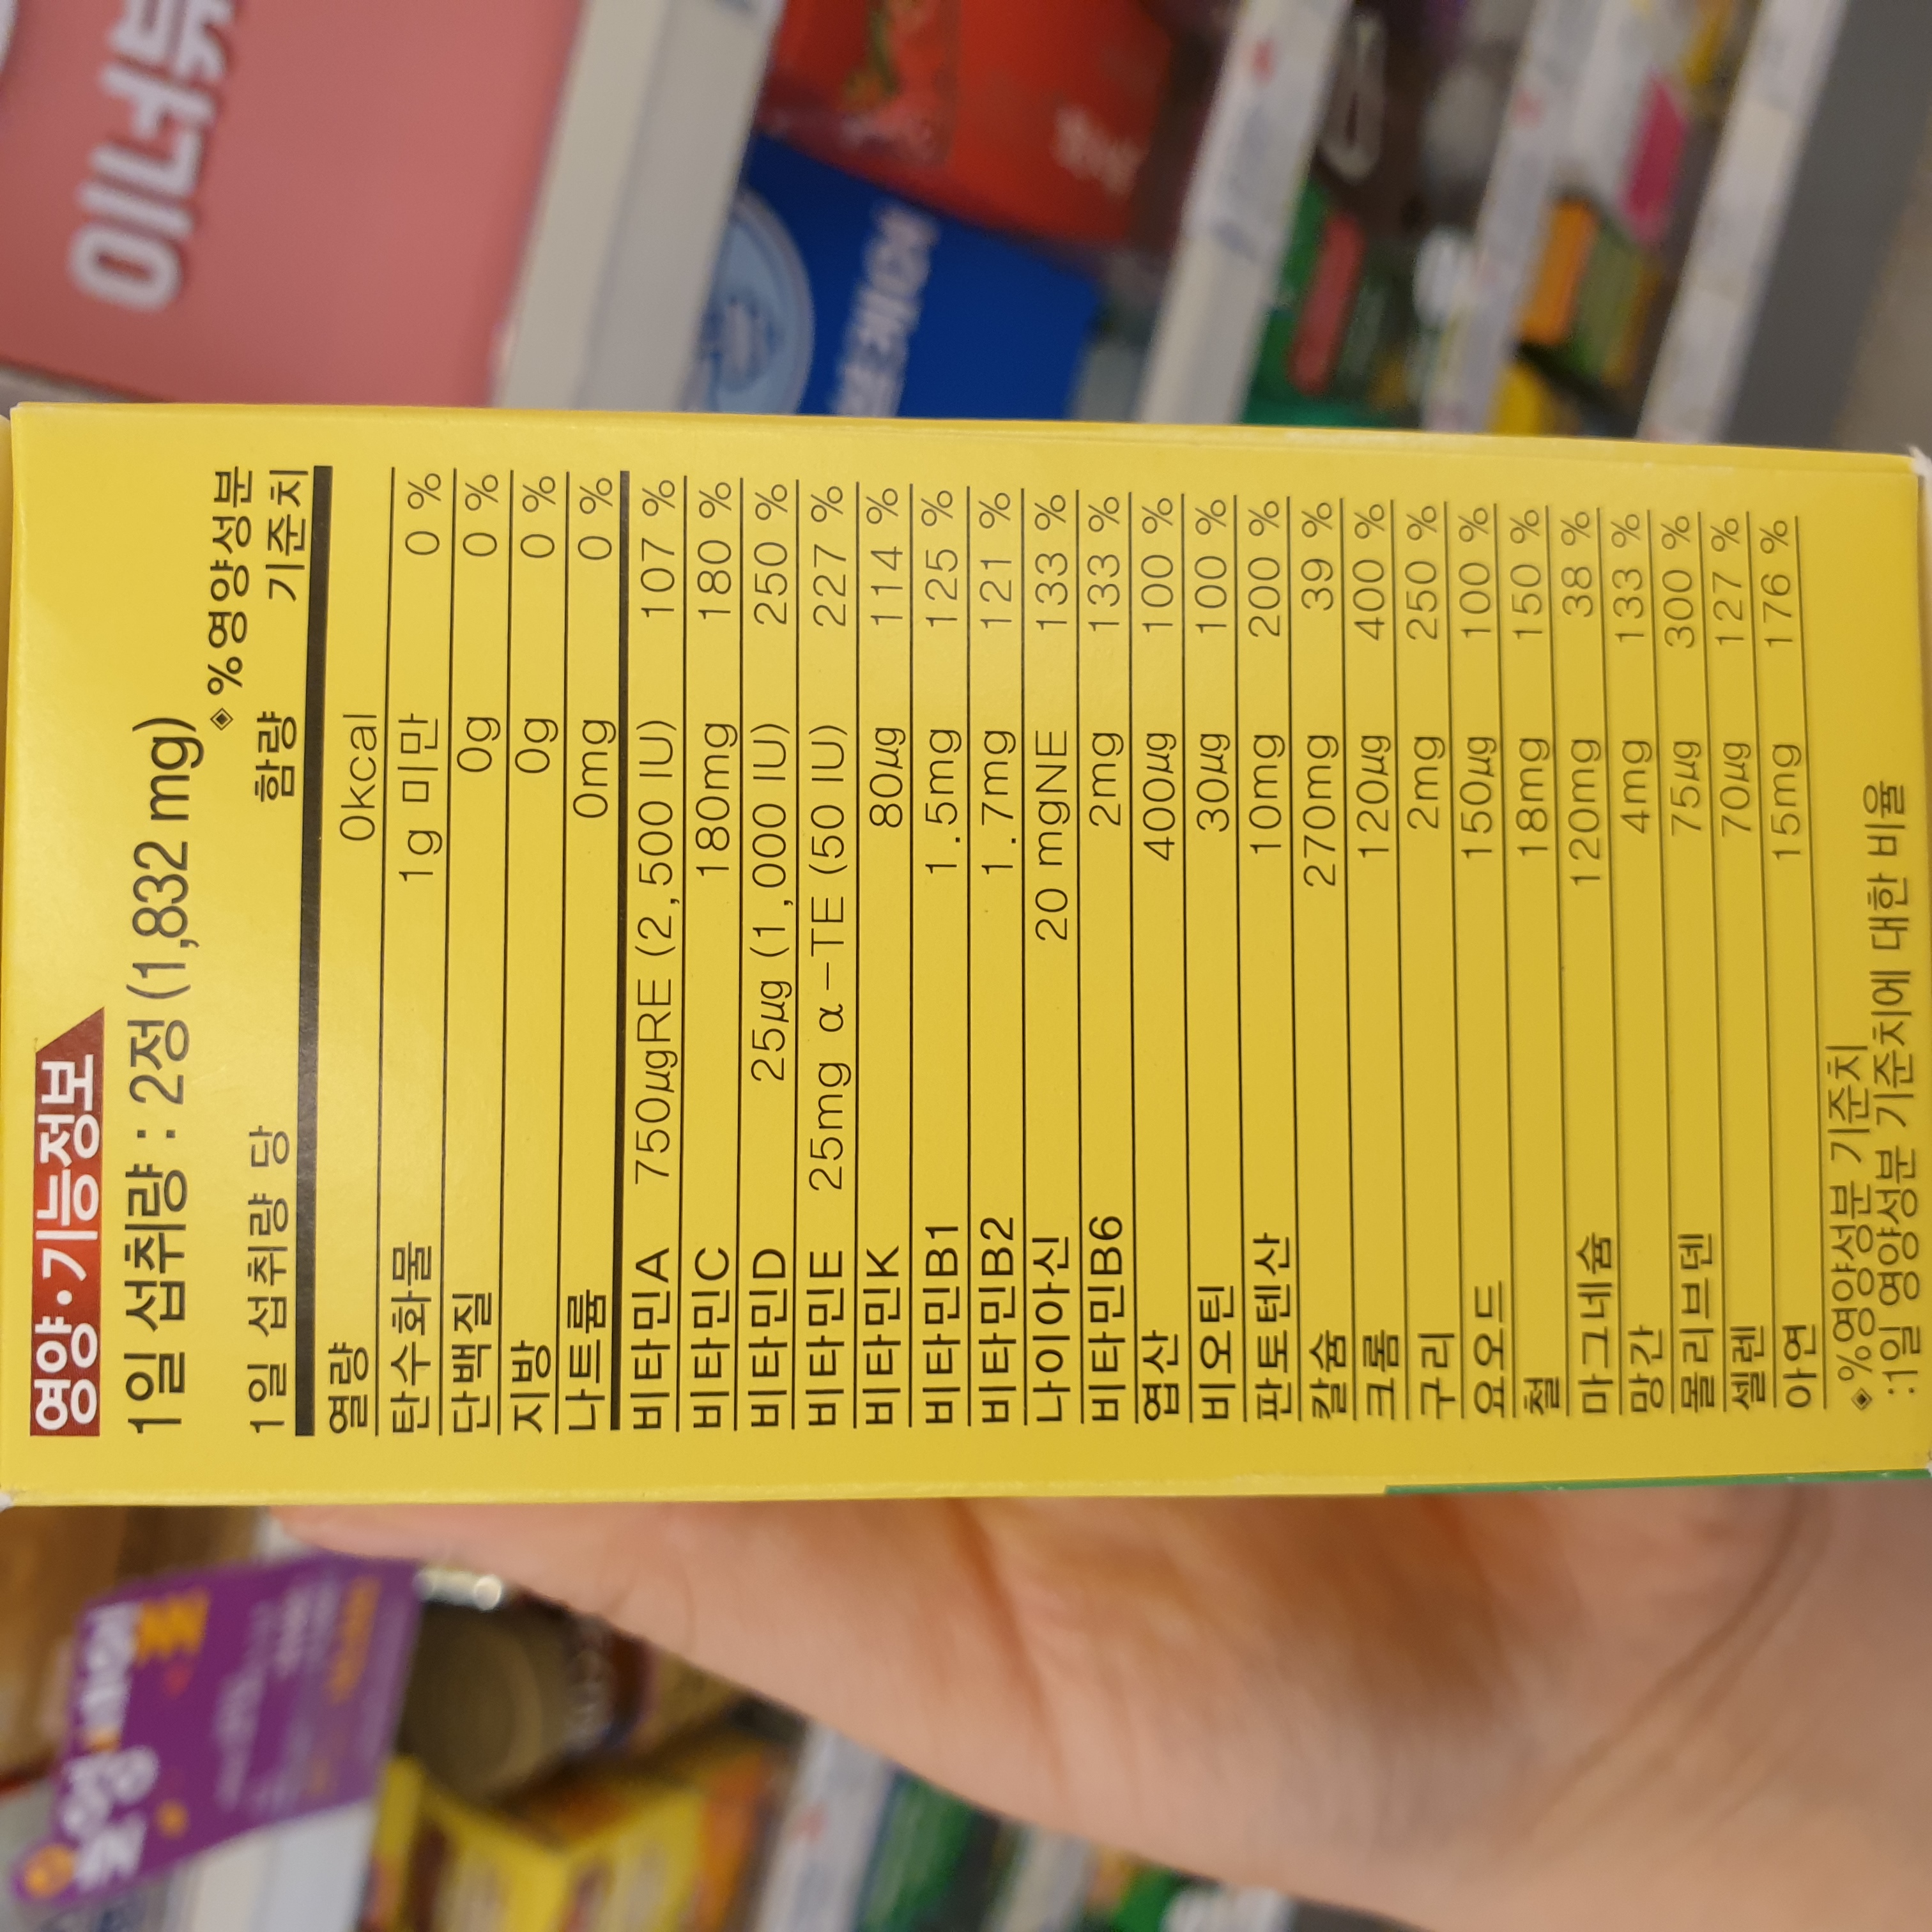 영양·기능정보
1일 섭취량 : 2정 (1,832 mg)
1일 섭취량 당 함량 ◈%영양성분 기준치
열량 0kcal
탄수화물 1g 미만 0 %
단백질 0g 0 %
지방 0g 0 %
나트륨 0mg 0 %
비타민A 750µgRE (2,500 IU) 107 %
비타민C 180mg 180 %
비타민D 25µg (1,000 IU) 250 %
비타민E 25mg α-TE (50 IU) 227 %
비타민K 80µg 114 %
비타민B1 1.5mg 125 %
비타민B2 1.7mg 121 %
나이아신 20 mgNE 133 %
비타민B6 2mg 133 %
엽산 400µg 100 %
비오틴 30µg 100 %
판토텐산 10mg 200 %
칼슘 270mg 39 %
크롬 120µg 400 %
구리 2mg 250 %
요오드 150µg 100 %
철 18mg 150 %
마그네슘 120mg 38 %
망간 4mg 133 %
몰리브덴 75µg 300 %
셀렌 70µg 127 %
아연 15mg 176 %
◈%영양성분 기준치
:1일 영양성분 기준치에 대한 비율
이너뷰